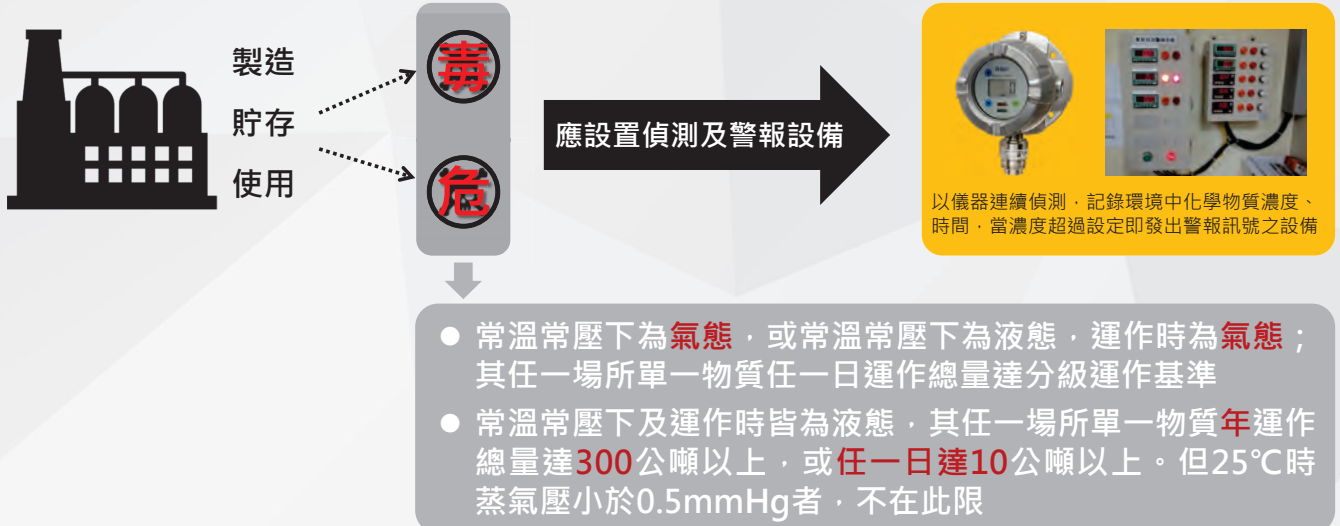 製造
貯存
使用
毒
危
應設置偵測及警報設備
以儀器連續偵測，記錄環境中化學物質濃度、
時間，當濃度超過設定即發出警報訊號之設備
● 常溫常壓下為氣態，或常溫常壓下為液態，運作時為氣態；
其任一場所單一物質任一日運作總量達分級運作基準
● 常溫常壓下及運作時皆為液態，其任一場所單一物質年運作
總量達300公噸以上，或任一日達10公噸以上。但25℃時
蒸氣壓小於0.5mmHg者，不在此限